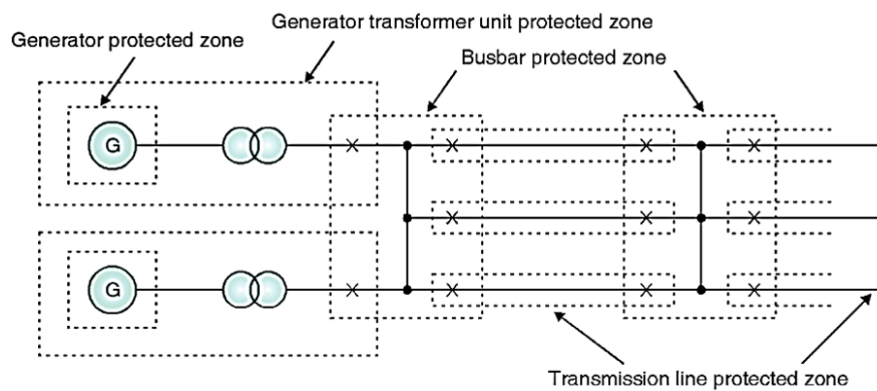 Generator transformer unit protected zone
Generator protected zone
Busbar protected zone
G
G
Transmission line protected zone